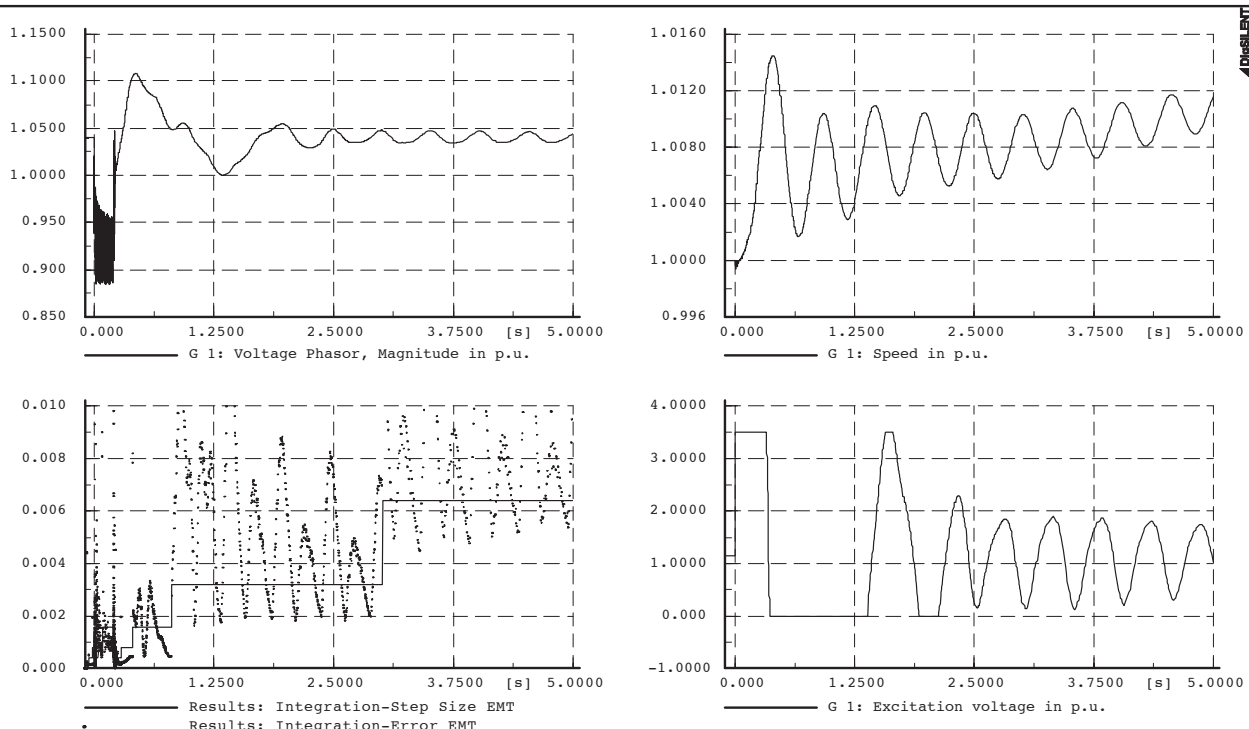 DIgSILENT
1.1500
1.1000
1.0500
1.0000
0.950
0.900
0.850
0.0000 1.2500 2.5000 3.7500 [s] 5.0000
G 1: Voltage Phasor, Magnitude in p.u.
1.0160
1.0120
1.0080
1.0040
1.0000
0.996
0.0000 1.2500 2.5000 3.7500 [s] 5.0000
G 1: Speed in p.u.
0.010
0.008
0.006
0.004
0.002
0.000
0.0000 1.2500 2.5000 3.7500 [s] 5.0000
Results: Integration-Step Size EMT
Results: Integration-Error EMT
4.0000
3.0000
2.0000
1.0000
0.000
-1.0000
0.000 1.2500 2.5000 3.7500 [s] 5.0000
G 1: Excitation voltage in p.u.